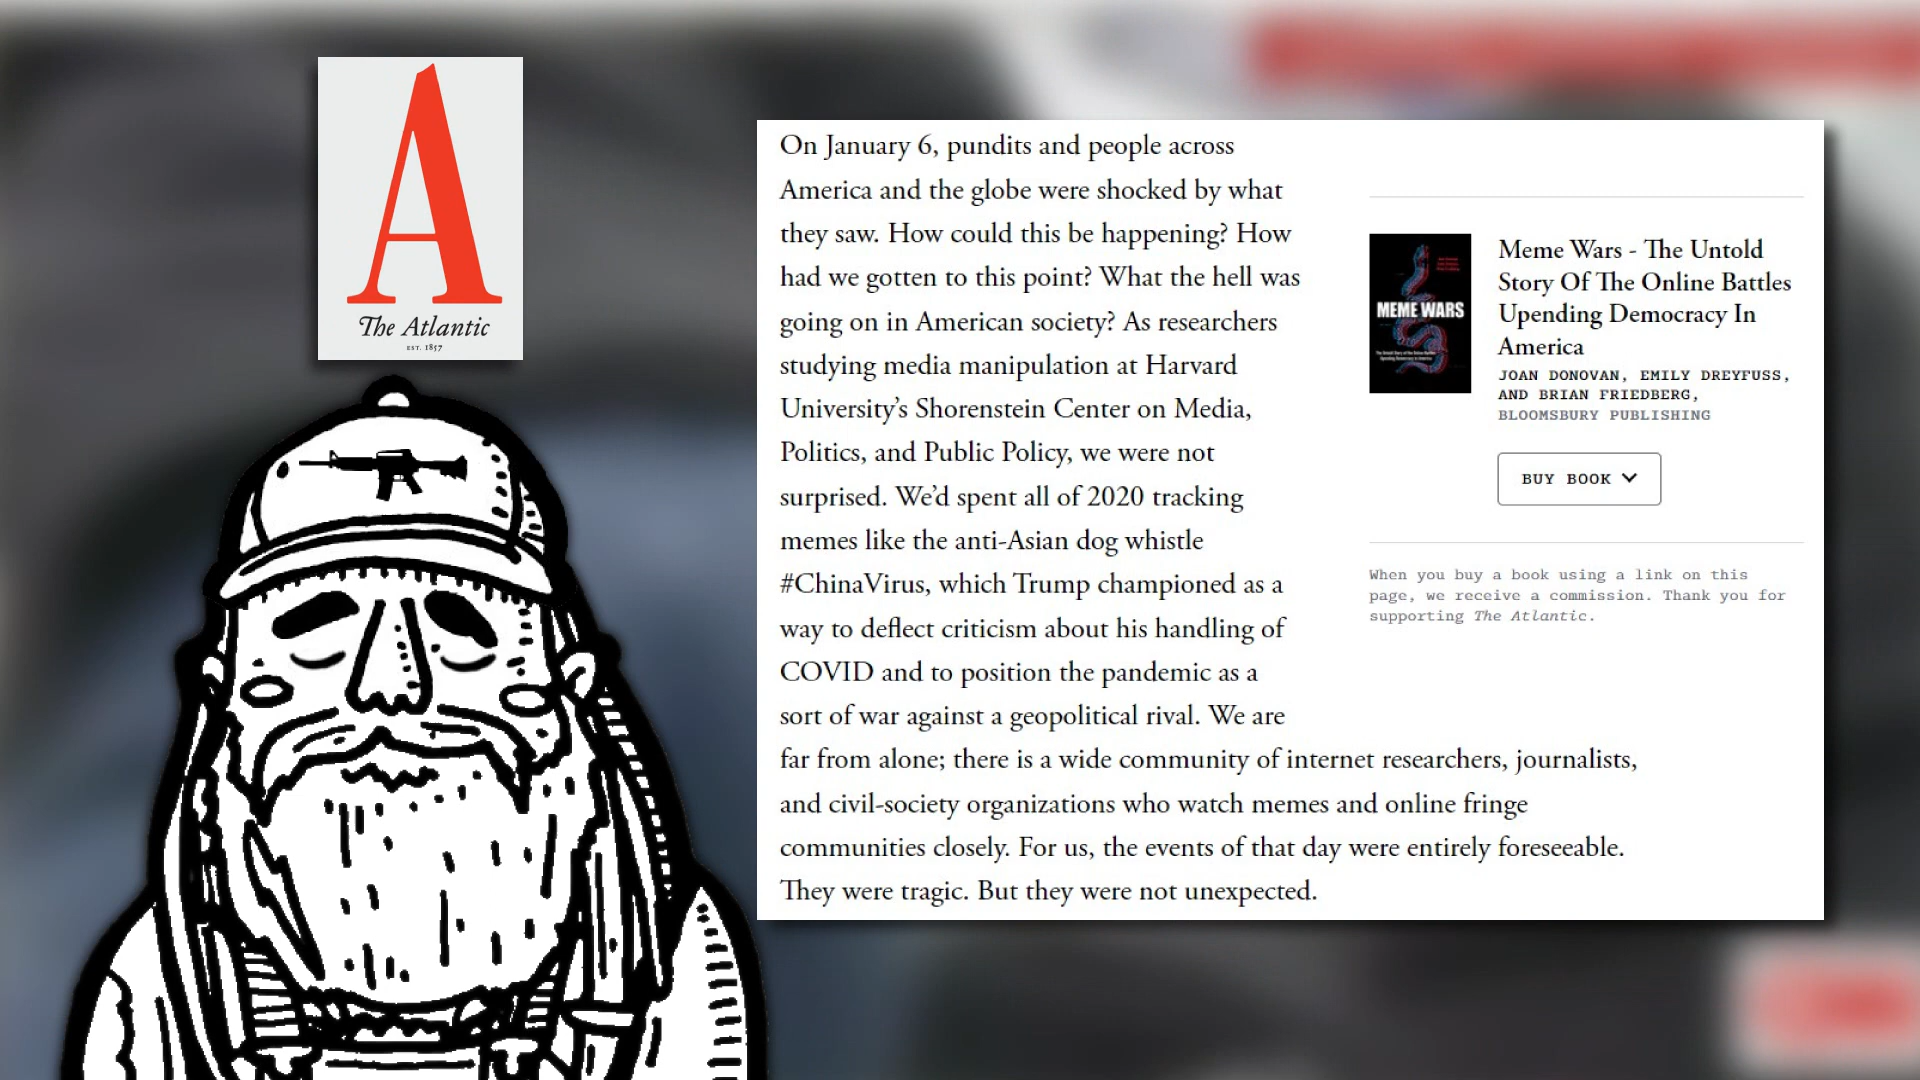 A
The Atlantic
EST. 1857
On January 6, pundits and people across
America and the globe were shocked by what
they saw. How could this be happening? How
had we gotten to this point? What the hell was
going on in American society? As researchers
studying media manipulation at Harvard
University's Shorenstein Center on Media,
Politics, and Public Policy, we were not
surprised. We'd spent all of 2020 tracking
memes like the anti-Asian dog whistle
#ChinaVirus, which Trump championed as a
way to deflect criticism about his handling of
COVID and to position the pandemic as a
sort of war against a geopolitical rival. We are
far from alone; there is a wide community of internet researchers, journalists,
and civil-society organizations who watch memes and online fringe
communities closely. For us, the events of that day were entirely foreseeable.
They were tragic. But they were not unexpected.
MEME WARS
Meme Wars - The Untold
Story Of The Online Battles
Upending Democracy In
America
JOAN DONOVAN, EMILY DREYFUSS,
AND BRIAN FRIEDBERG,
BLOOMSBURY PUBLISHING
BUY BOOK
When you buy a book using a link on this
page, we receive a commission. Thank you for
supporting The Atlantic.